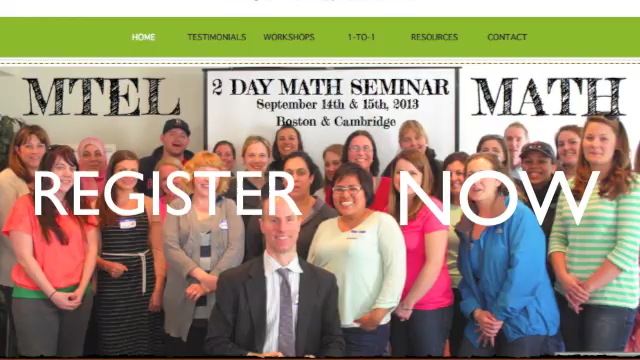 HOME TESTIMONIALS WORKSHOPS 1-TO-1 RESOURCES CONTACT
MTEL
2 DAY MATH SEMINAR
September 14th & 15th, 2013
Boston & Cambridge
MATH
REGISTER NOW